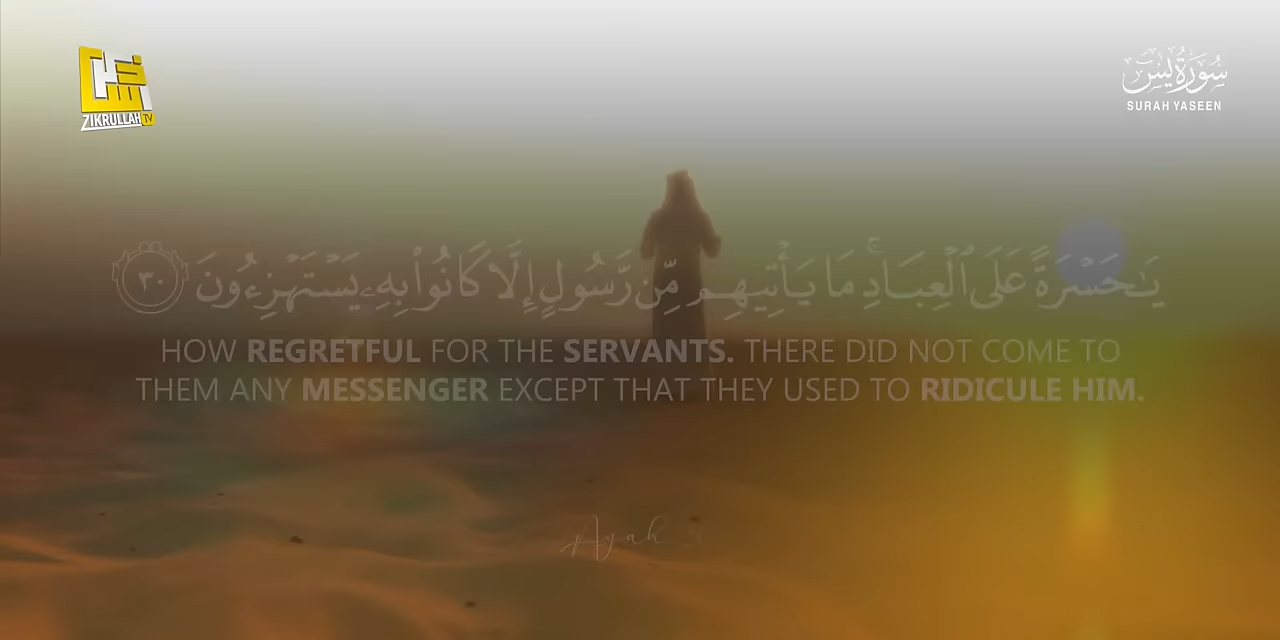 ZIKRULLAH TV
سُورَةُ يٰسٓ
SURAH YASEEN
يَـٰحَسْرَةً عَلَى ٱلْعِبَادِ ۚ مَا يَأْتِيهِم مِّن رَّسُولٍ إِلَّا كَانُوا۟ بِهِۦ يَسْتَهْزِءُونَ ٣٠
HOW REGRETFUL FOR THE SERVANTS. THERE DID NOT COME TO
THEM ANY MESSENGER EXCEPT THAT THEY USED TO RIDICULE HIM.
Ayah